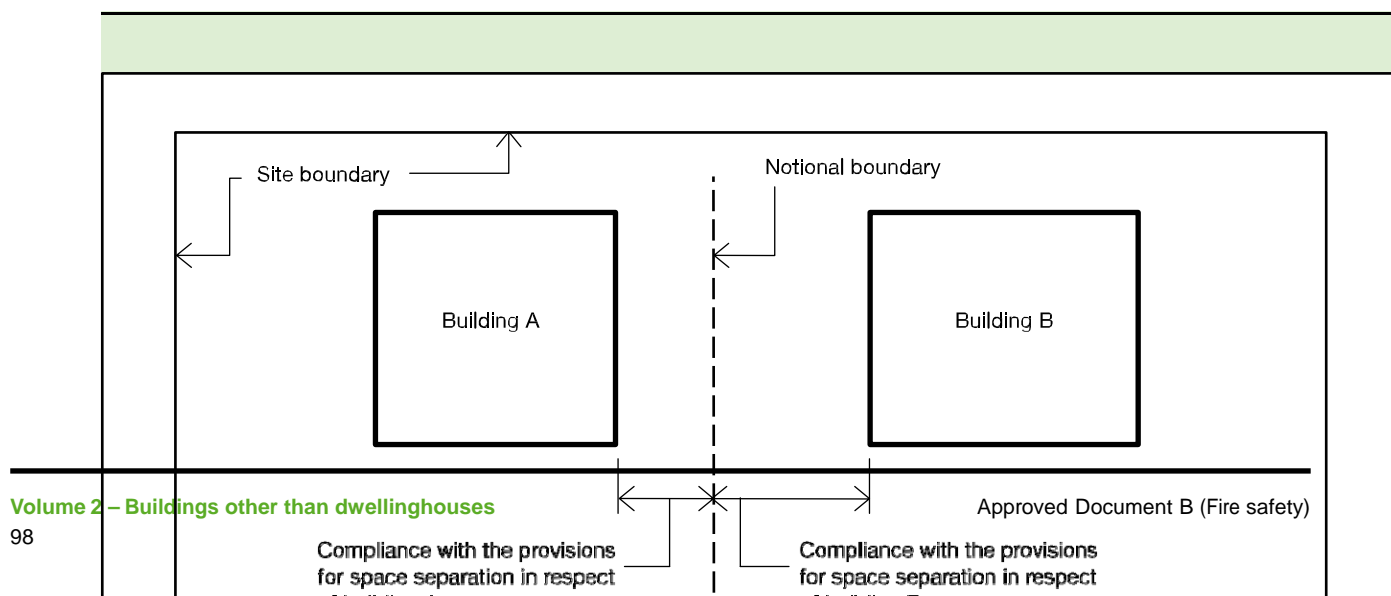 Site boundary
Notional boundary
Building A
Building B
Volume 2 – Buildings other than dwellinghouses
Approved Document B (Fire safety)
98
Compliance with the provisions
for space separation in respect
Compliance with the provisions
for space separation in respect